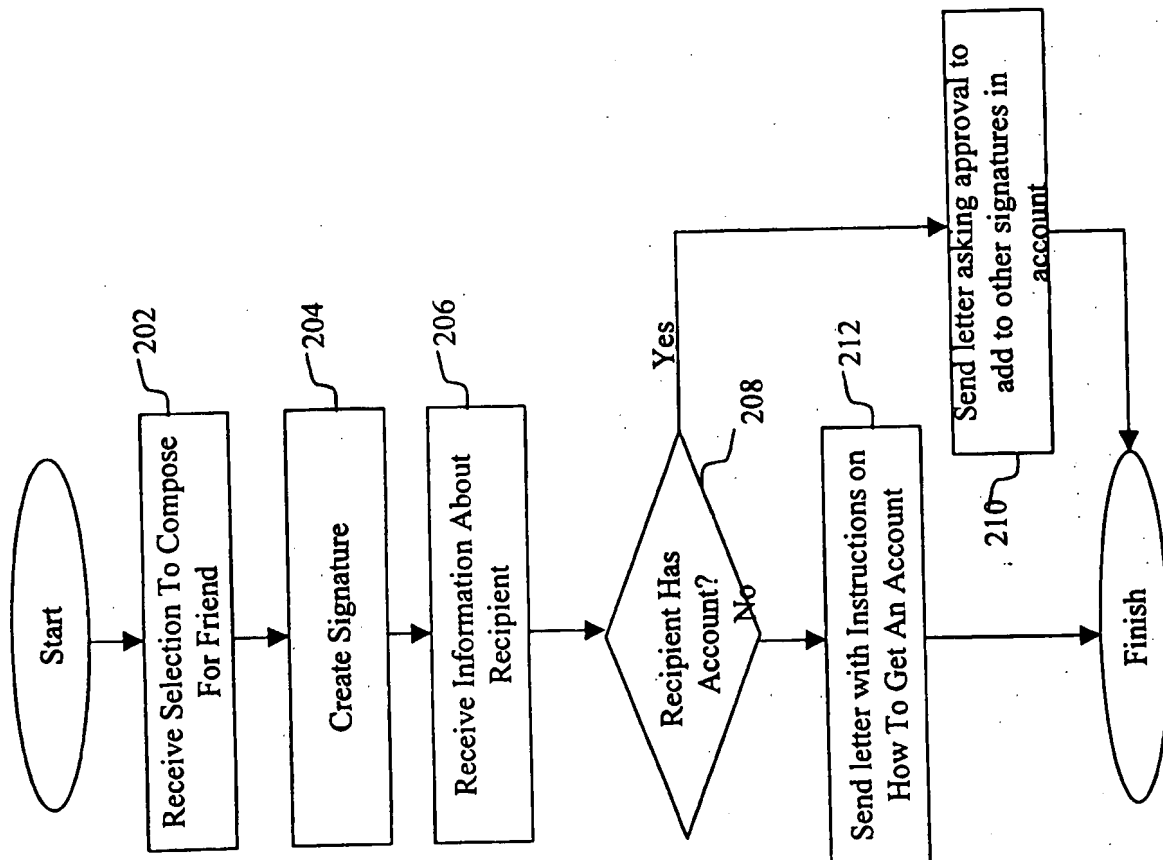 Start
Receive Selection To Compose
For Friend
202
Create Signature
204
Receive Information About
Recipient
206
Recipient Has
Account?
208
Yes
No
Send letter with Instructions on
How To Get An Account
212
Send letter asking approval to
add to other signatures in
account
210
Finish